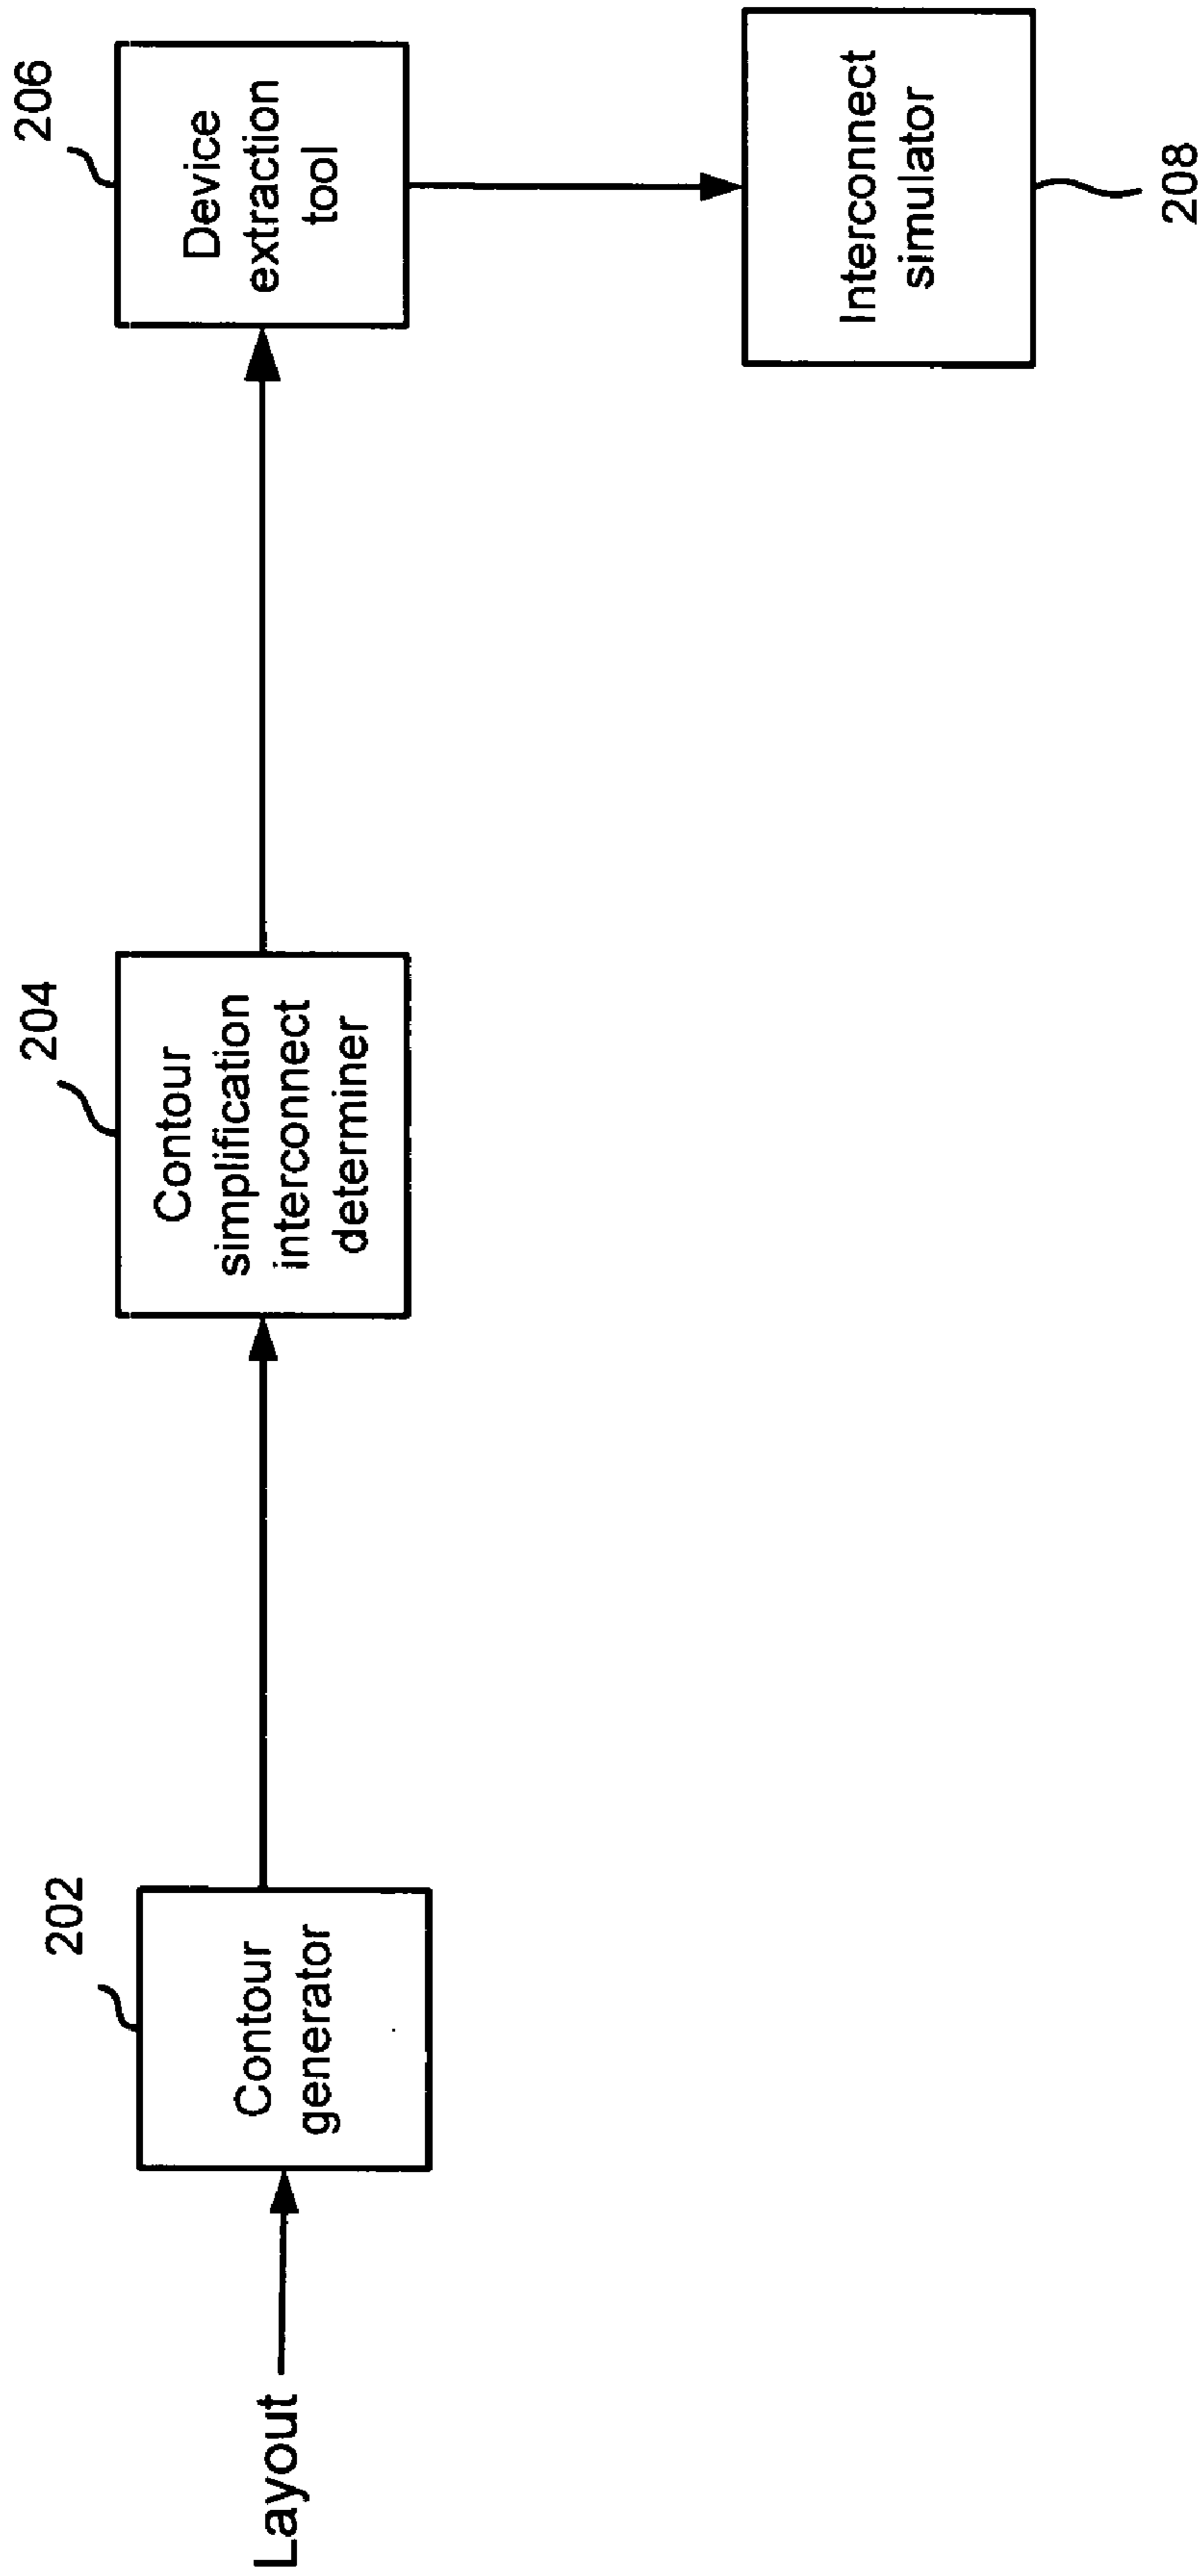 Layout
202
Contour
generator
204
Contour
simplification
interconnect
determiner
206
Device
extraction
tool
Interconnect
simulator
208